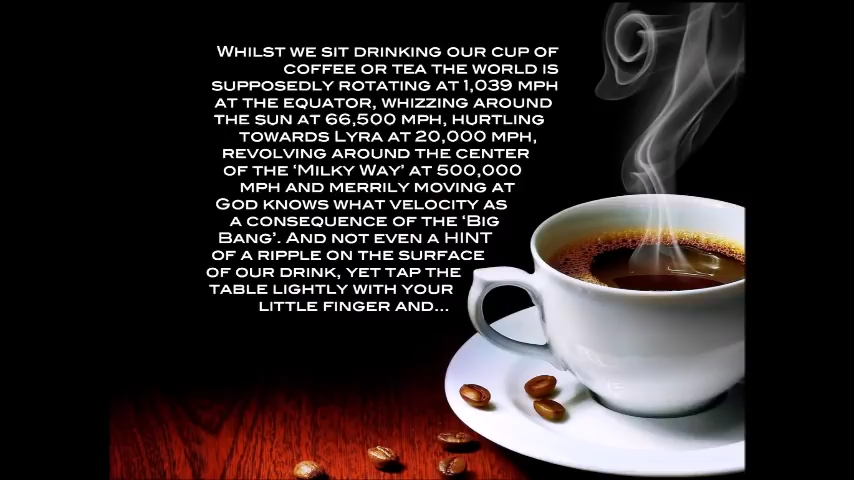 Whilst we sit drinking our cup of
coffee or tea the world is
supposedly rotating at 1,039 mph
at the equator, whizzing around
the sun at 66,500 mph, hurtling
towards Lyra at 20,000 mph,
revolving around the center
of the ‘Milky Way’ at 500,000
mph and merrily moving at
God knows what velocity as
a consequence of the ‘Big
Bang’. And not even a HINT
of a ripple on the surface
of our drink, yet tap the
table lightly with your
little finger and...